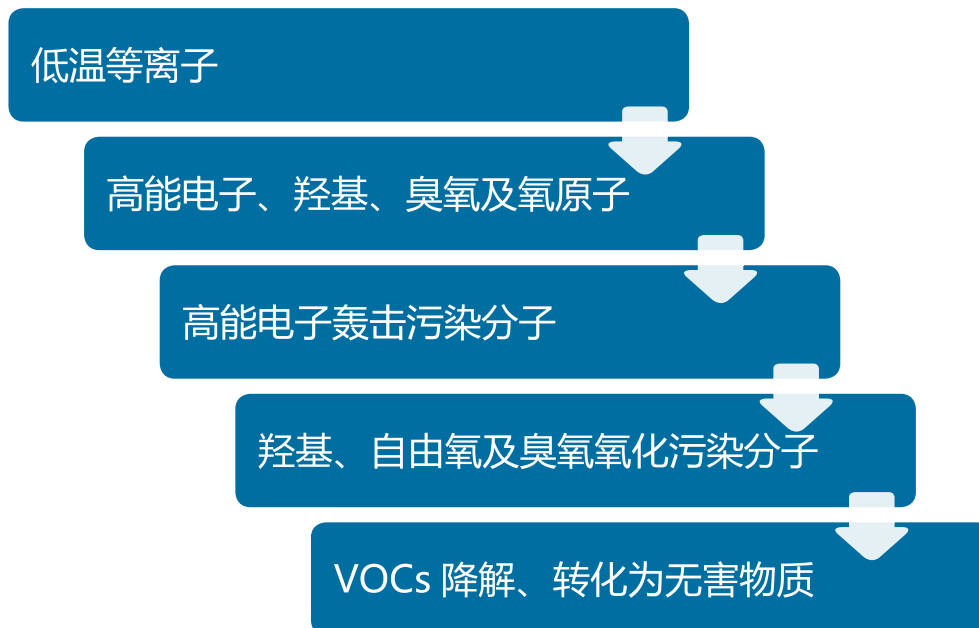 低温等离子
高能电子、羟基、臭氧及氧原子
高能电子轰击污染分子
羟基、自由氧及臭氧氧化污染分子
VOCs 降解、转化为无害物质